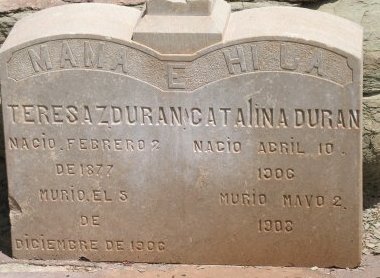 MAMA E HIJA
TERESA Z DURAN
NACIO, FEBRERO 2
DE 1877
MURIO, EL 5
DE
DICIEMBRE DE 1906
CATALINA DURAN
NACIO ABRIL 10.
1906
MURIO MAYO 2,
1908